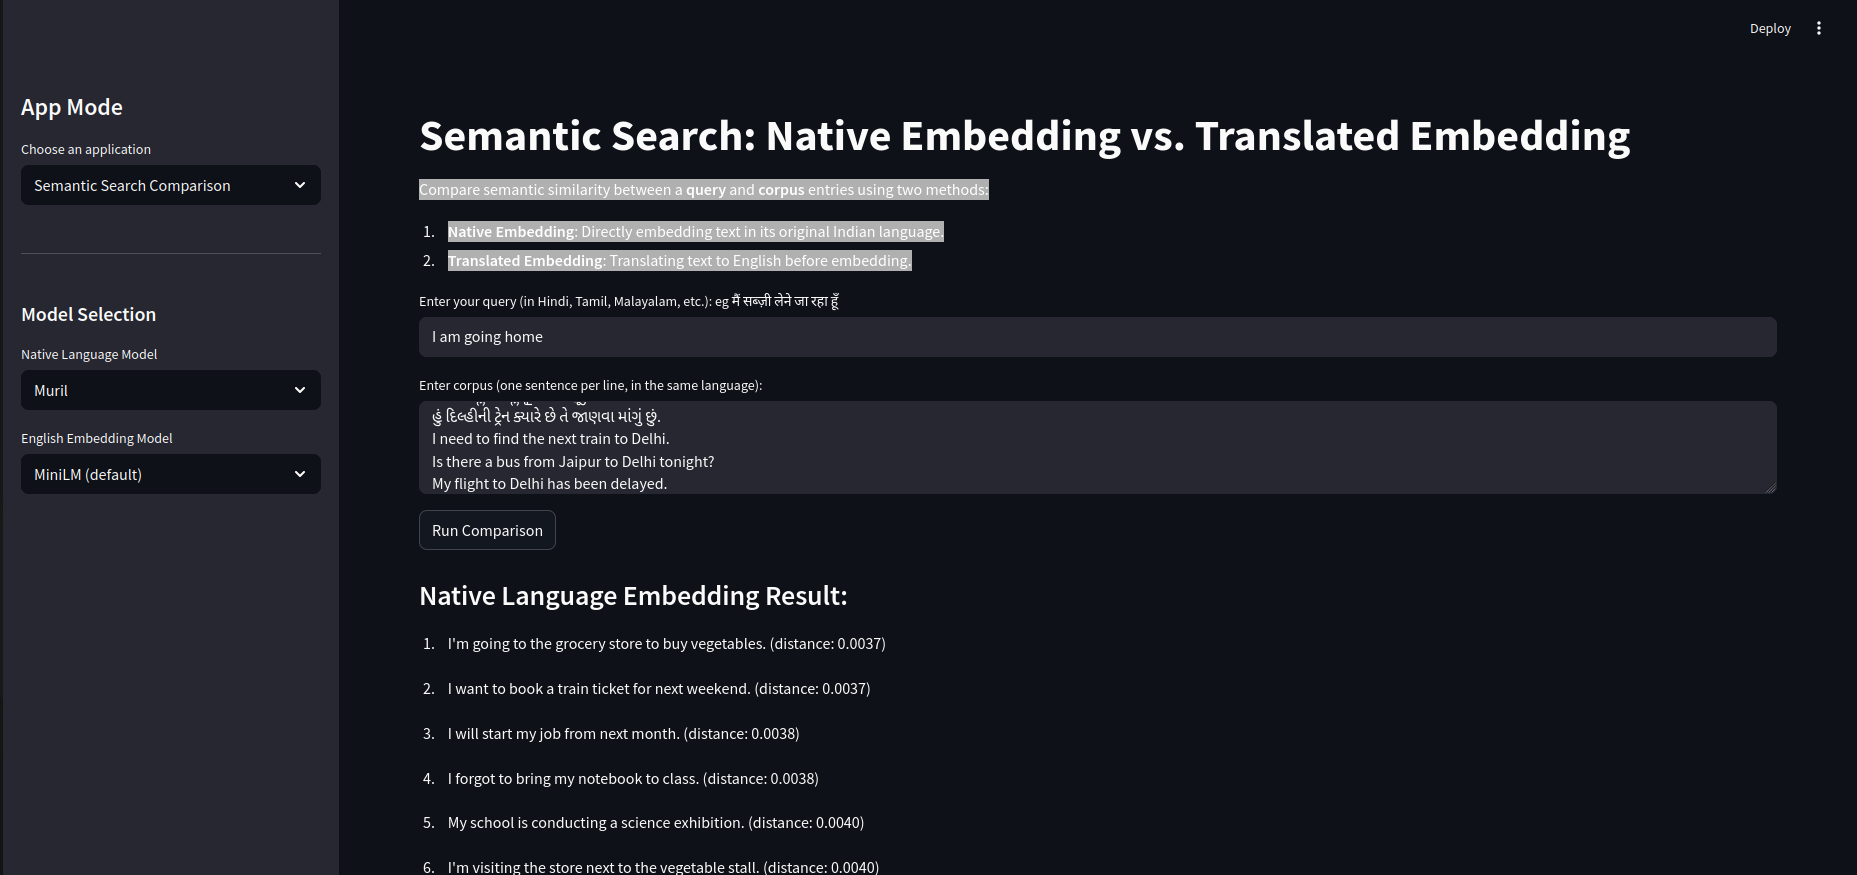 Deploy
App Mode
Choose an application
Semantic Search Comparison
Model Selection
Native Language Model
Muril
English Embedding Model
MiniLM (default)
Semantic Search: Native Embedding vs. Translated Embedding
Compare semantic similarity between a query and corpus entries using two methods:
1. Native Embedding: Directly embedding text in its original Indian language.
2. Translated Embedding: Translating text to English before embedding.
Enter your query (in Hindi, Tamil, Malayalam, etc.): eg मैं सब्ज़ी लेने जा रहा हूँ
I am going home
Enter corpus (one sentence per line, in the same language):
હું દિલ્હીની ટ્રેન ક્યારે છે તે જાણવા માંગું છું.
I need to find the next train to Delhi.
Is there a bus from Jaipur to Delhi tonight?
My flight to Delhi has been delayed.
Run Comparison
Native Language Embedding Result:
1. I'm going to the grocery store to buy vegetables. (distance: 0.0037)
2. I want to book a train ticket for next weekend. (distance: 0.0037)
3. I will start my job from next month. (distance: 0.0038)
4. I forgot to bring my notebook to class. (distance: 0.0038)
5. My school is conducting a science exhibition. (distance: 0.0040)
6. I'm visiting the store next to the vegetable stall. (distance: 0.0040)